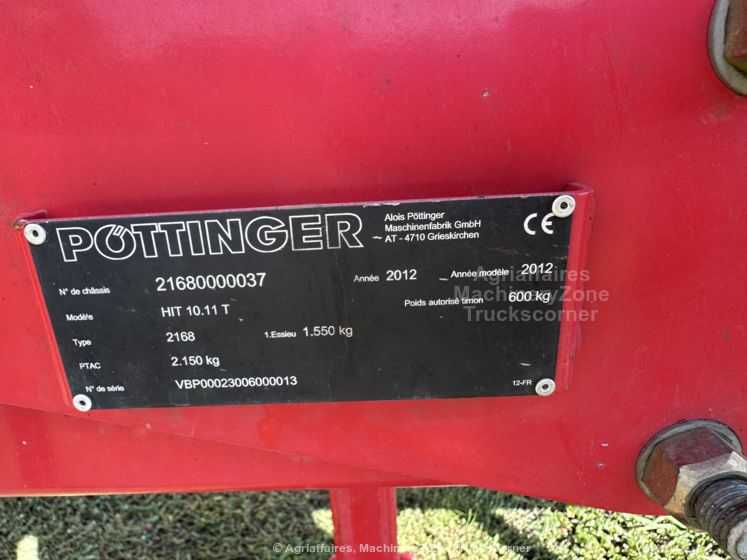 PÖTTINGER
Alois Pöttinger
Maschinenfabrik GmbH
AT - 4710 Grieskirchen
CE
N° de châssis 21680000037 Année 2012 Année modèle 2012
Modèle HIT 10.11 T Poids autorisé timon 600 kg
Type 2168 1.Essieu 1.550 kg
PTAC 2.150 kg
N° de série VBP00023006000013
12-FR
Agriaffaires
MachineryZone
Truckscorner
© Agriaffaires, Machinery